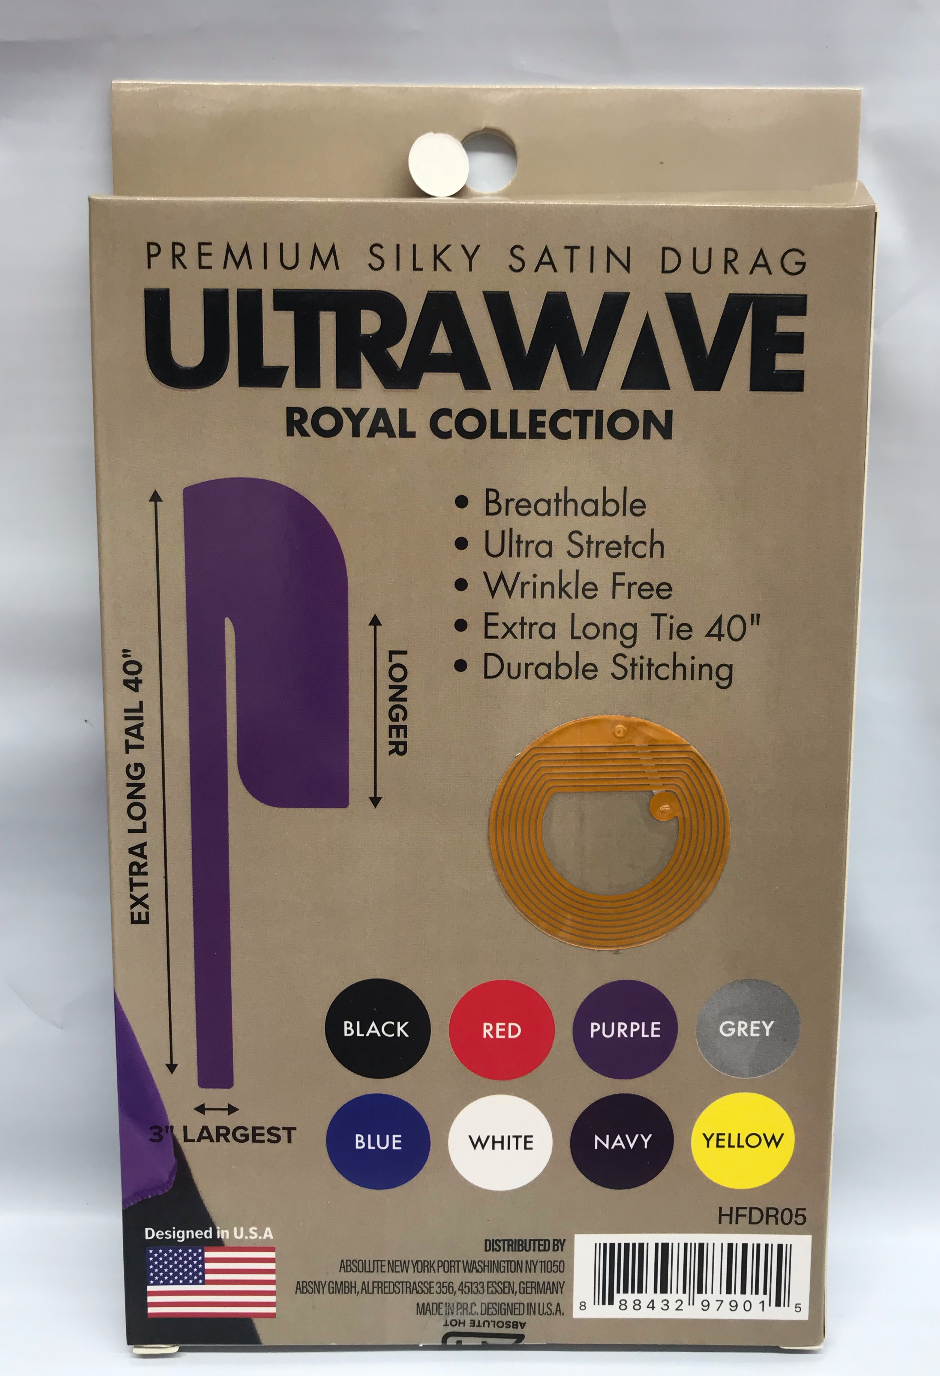 PREMIUM SILKY SATIN DURAG
ULTRAWAVE
ROYAL COLLECTION
• Breathable
• Ultra Stretch
• Wrinkle Free
• Extra Long Tie 40"
• Durable Stitching
EXTRA LONG TAIL 40"
LONGER
3" LARGEST
BLACK
RED
PURPLE
GREY
BLUE
WHITE
NAVY
YELLOW
HFDR05
Designed in U.S.A
DISTRIBUTED BY
ABSOLUTE NEW YORK PORT WASHINGTON NY 11050
ABSNY GMBH, ALFREDSTRASSE 356, 45133 ESSEN, GERMANY
MADE IN P.R.C. DESIGNED IN U.S.A.
8 88432 97901 5
ABSOLUTE HOT